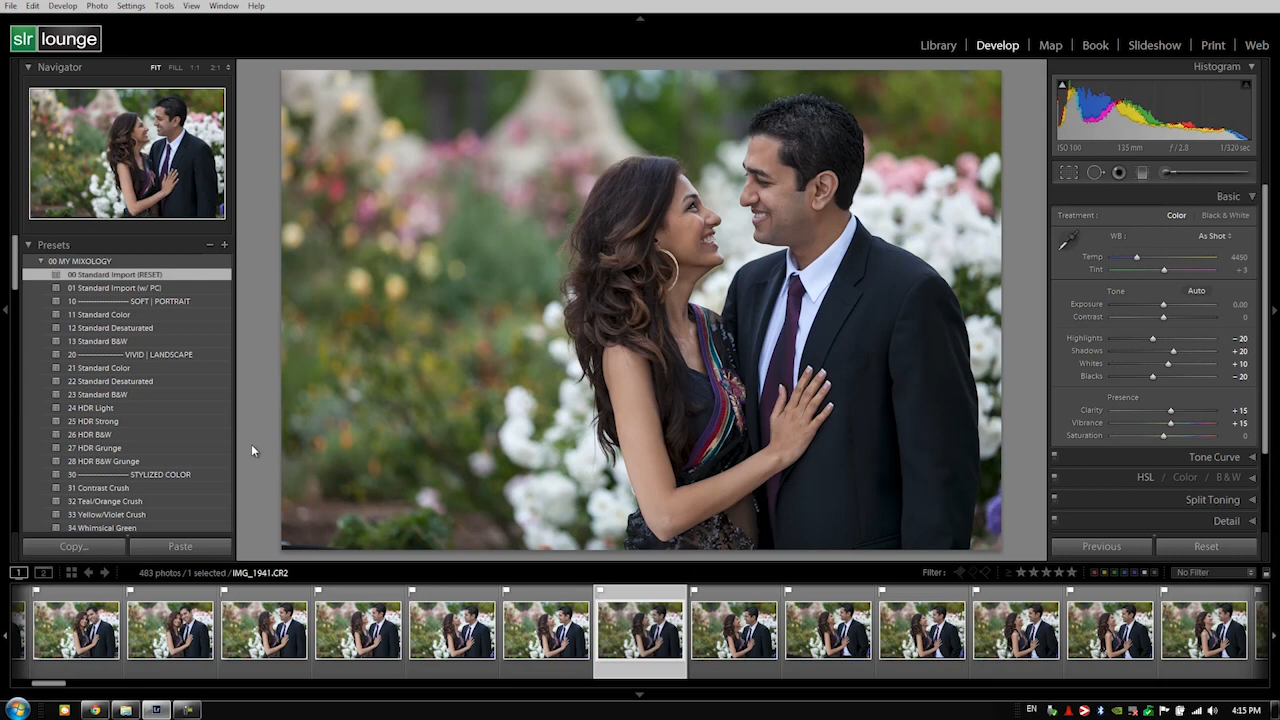 File Edit Develop Photo Settings Tools View Window Help
slr lounge
Library | Develop | Map | Book | Slideshow | Print | Web
Navigator FIT FILL 1:1 2:1
Presets
00 MY MIXOLOGY
00 Standard Import (RESET)
01 Standard Import (w/ PC)
10 ------------------ SOFT | PORTRAIT
11 Standard Color
12 Standard Desaturated
13 Standard B&W
20 ---------------- VIVID | LANDSCAPE
21 Standard Color
22 Standard Desaturated
23 Standard B&W
24 HDR Light
25 HDR Strong
26 HDR B&W
27 HDR Grunge
28 HDR B&W Grunge
30 ------------------ STYLIZED COLOR
31 Contrast Crush
32 Teal/Orange Crush
33 Yellow/Violet Crush
34 Whimsical Green
Copy... Paste
Histogram
ISO 100 135 mm ƒ / 2.8 1/320 sec
Basic
Treatment : Color Black & White
WB : As Shot
Temp 4450
Tint + 3
Tone Auto
Exposure 0.00
Contrast 0
Highlights - 20
Shadows + 20
Whites + 10
Blacks - 20
Presence
Clarity + 15
Vibrance + 15
Saturation 0
Tone Curve
HSL / Color / B & W
Split Toning
Detail
Previous Reset
1 2 483 photos / 1 selected / IMG_1941.CR2 Filter : No Filter
EN 4:15 PM